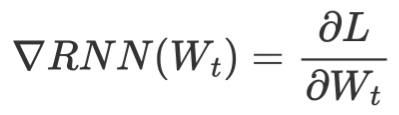 ∇RNN(W_t) = ∂L/∂W_t